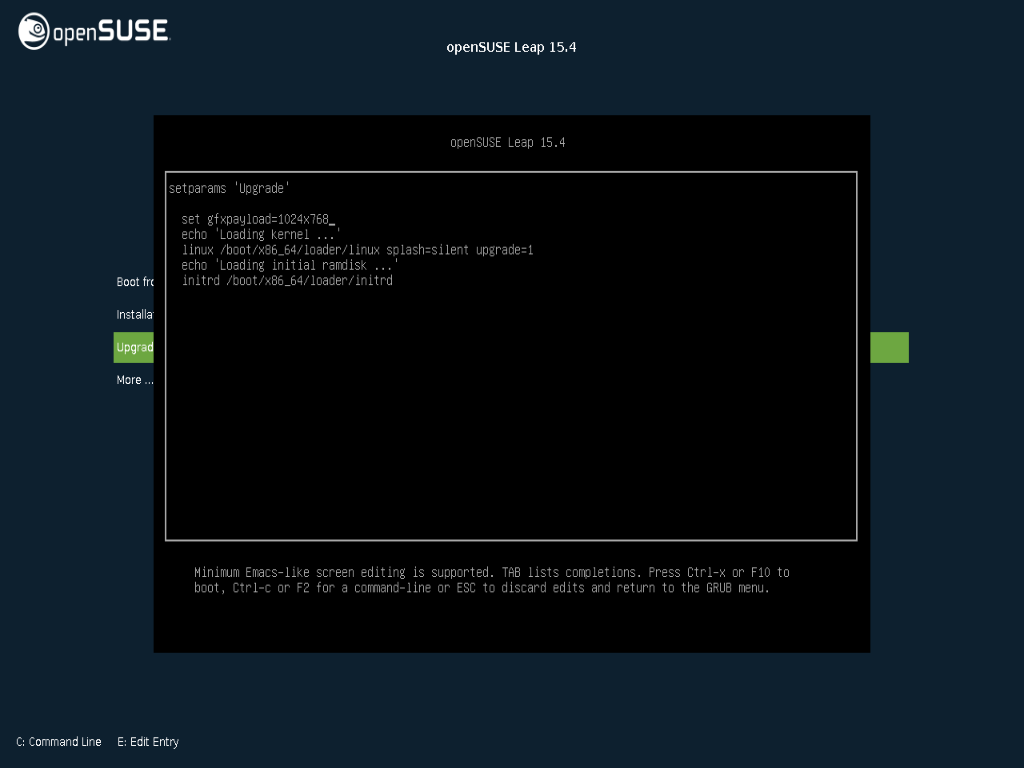 openSUSE
openSUSE Leap 15.4
openSUSE Leap 15.4
setparams 'Upgrade'
set gfxpayload=1024x768_
echo 'Loading kernel ...'
linux /boot/x86_64/loader/linux splash=silent upgrade=1
echo 'Loading initial ramdisk ...'
initrd /boot/x86_64/loader/initrd
Boot fro
Installa
Upgrad
More ...
Minimum Emacs-like screen editing is supported. TAB lists completions. Press Ctrl-x or F10 to
boot, Ctrl-c or F2 for a command-line or ESC to discard edits and return to the GRUB menu.
C: Command Line E: Edit Entry